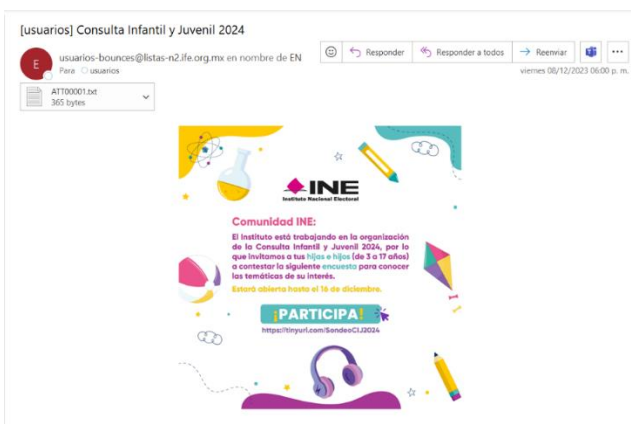 [usuarios] Consulta Infantil y Juvenil 2024
E
usuarios-bounces@listas-n2.ife.org.mx en nombre de EN
Para usuarios
Responder
Responder a todos
Reenviar
viernes 08/12/2023 06:00 p. m.
ATT00001.txt
365 bytes
INE
Instituto Nacional Electoral
Comunidad INE:
El Instituto está trabajando en la organización
de la Consulta Infantil y Juvenil 2024, por lo
que invitamos a tus hijas e hijos (de 3 a 17 años)
a contestar la siguiente encuesta para conocer
las temáticas de su interés.
Estará abierto hasta el 16 de diciembre.
¡PARTICIPA!
https://tinyurl.com/SondeoCIJ2024